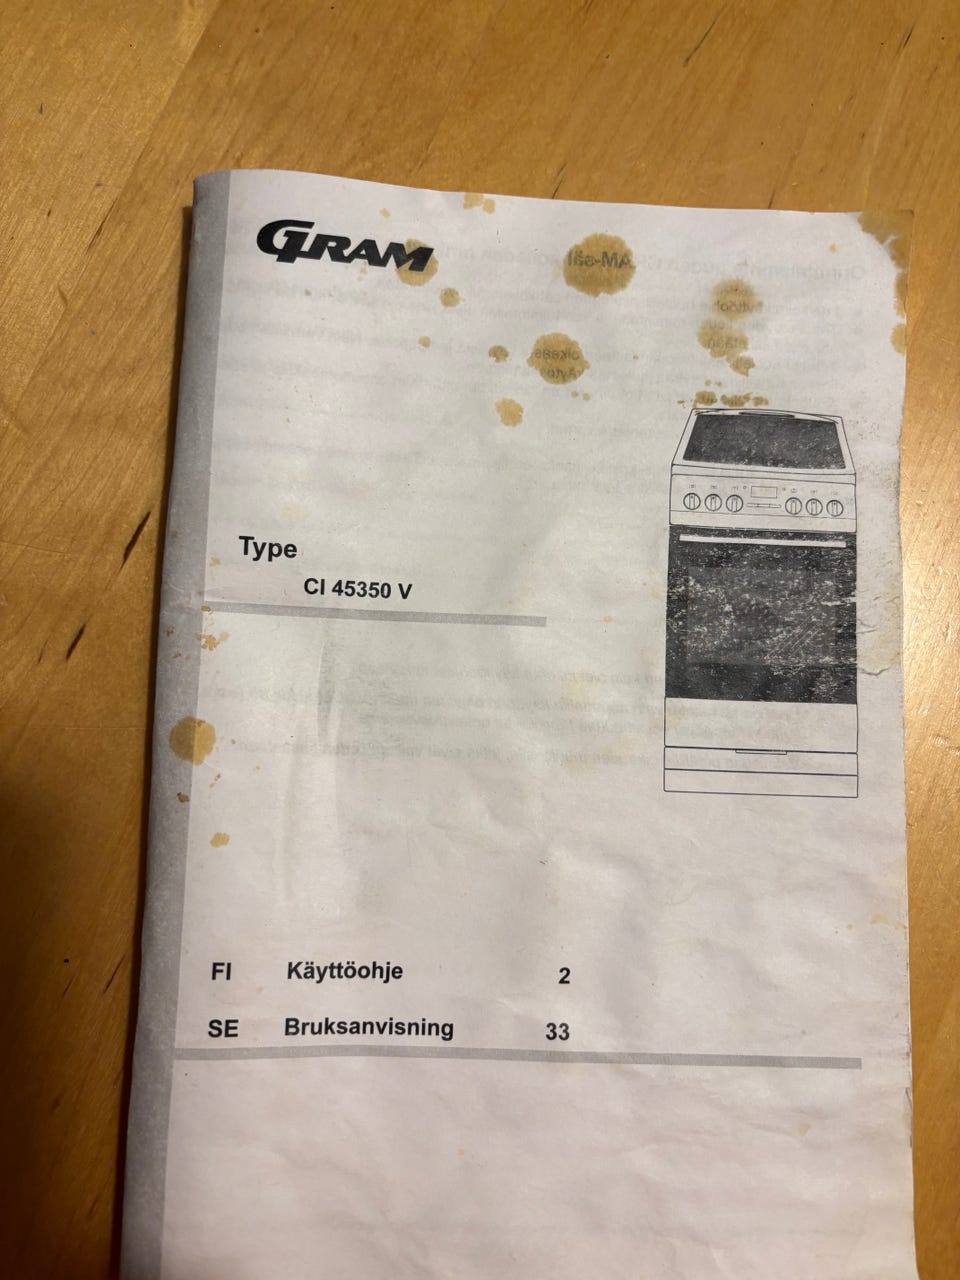 GRAM
Type
CI 45350 V
FI Käyttöohje 2
SE Bruksanvisning 33